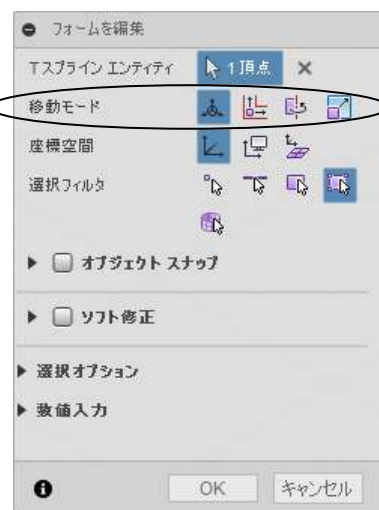 フォームを編集
Tスプライン エンティティ 1 頂点
移動モード
座標空間
選択フィルタ
オブジェクト スナップ
ソフト修正
選択オプション
数値入力
OK キャンセル